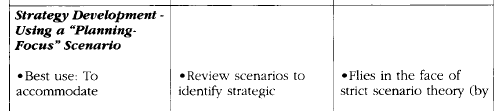 Strategy Development -
Using a "Planning-
Focus" Scenario
• Best use: To
accommodate
• Review scenarios to
identify strategic
• Flies in the face of
strict scenario theory (by